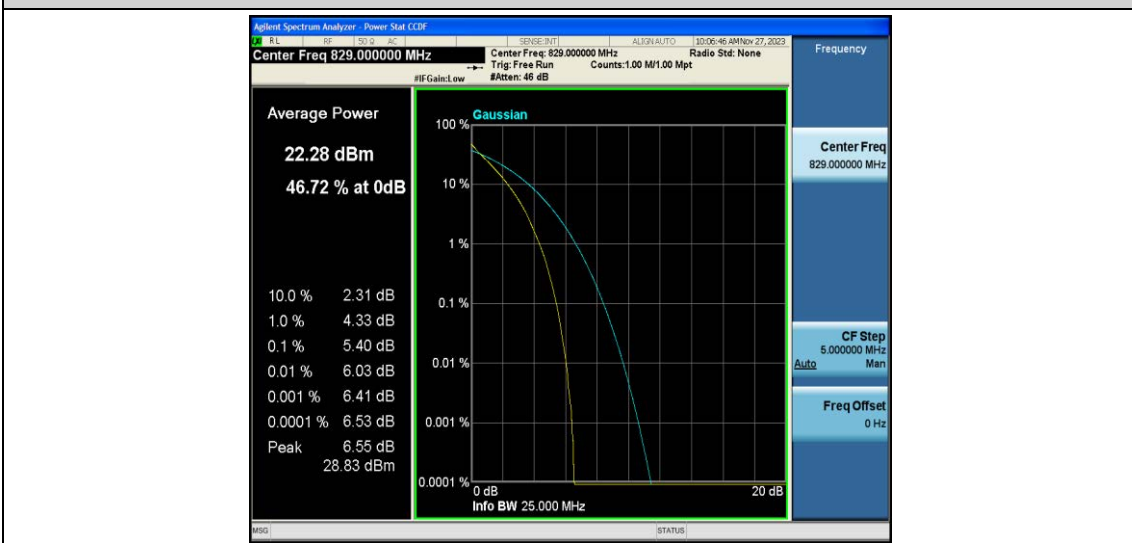 Agilent Spectrum Analyzer - Power Stat CCDF
RL RF 50 Ω AC SENSE:INT ALIGN AUTO 10:06:46 AM Nov 27, 2023
Center Freq 829.000000 MHz
Center Freq: 829.000000 MHz Radio Std: None
Trig: Free Run Counts:1.00 M/1.00 Mpt
#IFGain:Low #Atten: 46 dB
Frequency
Average Power
22.28 dBm
46.72 % at 0dB
10.0 % 2.31 dB
1.0 % 4.33 dB
0.1 % 5.40 dB
0.01 % 6.03 dB
0.001 % 6.41 dB
0.0001 % 6.53 dB
Peak 6.55 dB
28.83 dBm
Gaussian
100 %
10 %
1 %
0.1 %
0.01 %
0.001 %
0.0001 %
0 dB 20 dB
Info BW 25.000 MHz
Center Freq
829.000000 MHz
CF Step
5.000000 MHz
Auto Man
Freq Offset
0 Hz
MSG STATUS